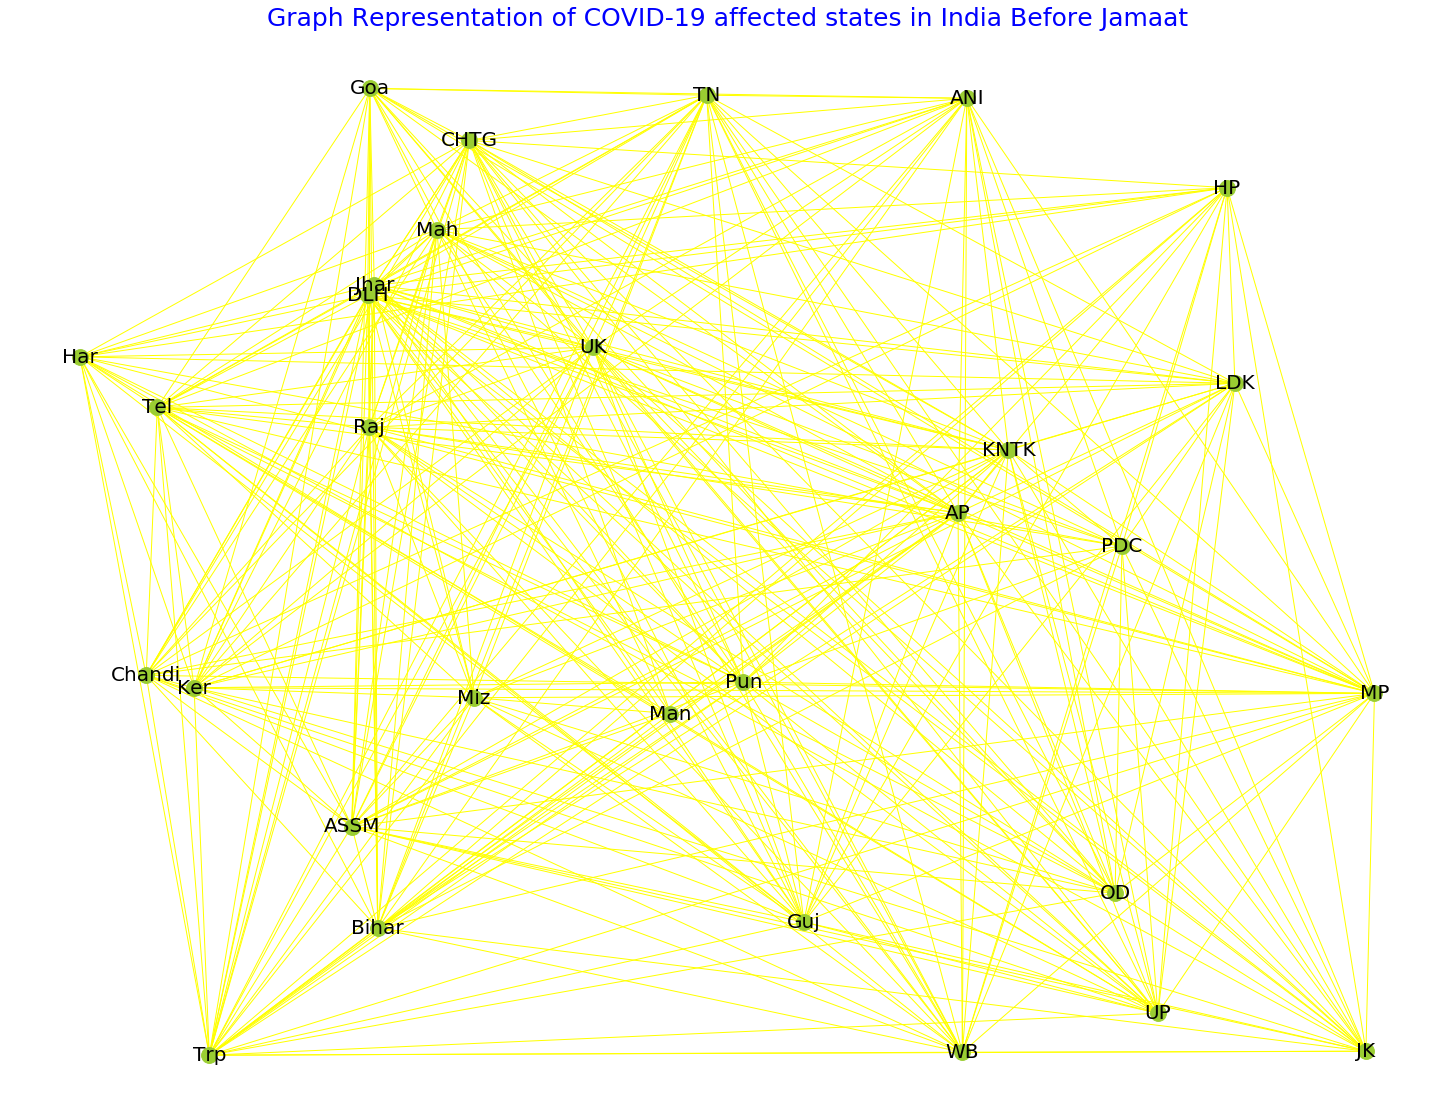 Graph Representation of COVID-19 affected states in India Before Jamaat
Goa
TN
ANI
CHTG
HP
Mah
Jhar
DLH
UK
Har
LDK
Tel
Raj
KNTK
AP
PDC
Chandi
Ker
Pun
Miz
MP
Man
ASSM
OD
Guj
Bihar
UP
Trp
WB
JK